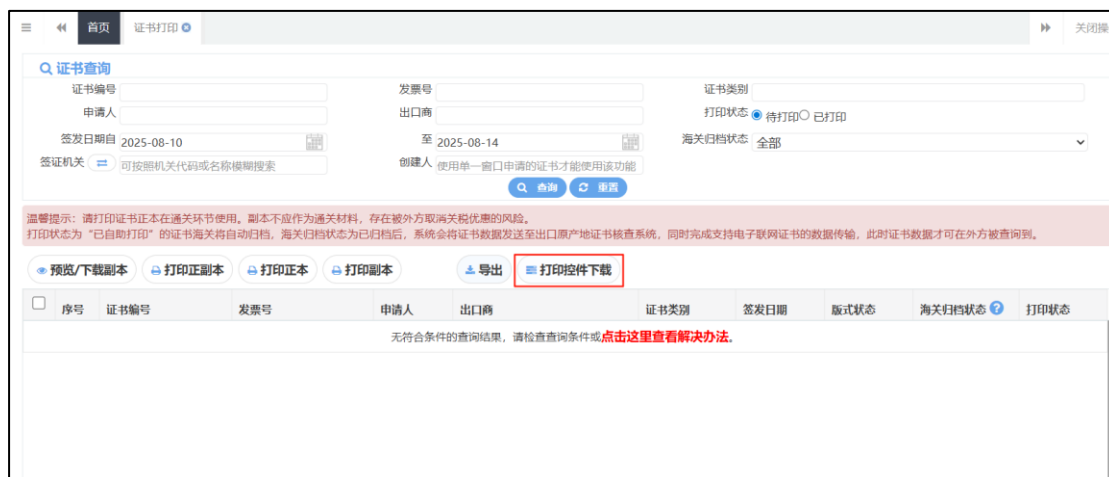 首页 证书打印 关闭操
证书查询
证书编号 发票号 证书类别
申请人 出口商 打印状态 待打印 已打印
签发日期自 2025-08-10 至 2025-08-14 海关归档状态 全部
签证机关 可按照机关代码或名称模糊搜索 创建人 使用单一窗口申请的证书才能使用该功能
查询 重置
温馨提示：请打印证书正本在通关环节使用。副本不应作为通关材料，存在被外方取消关税优惠的风险。
打印状态为“已自助打印”的证书海关将自动归档，海关归档状态为已归档后，系统会将证书数据发送至出口原产地证书核查系统，同时完成支持电子联网证书的数据传输，此时证书数据才可在外方被查询到。
预览/下载副本 打印正副本 打印正本 打印副本 导出 打印控件下载
序号 证书编号 发票号 申请人 出口商 证书类别 签发日期 版式状态 海关归档状态 打印状态
无符合条件的查询结果，请检查查询条件或点击这里查看解决办法。